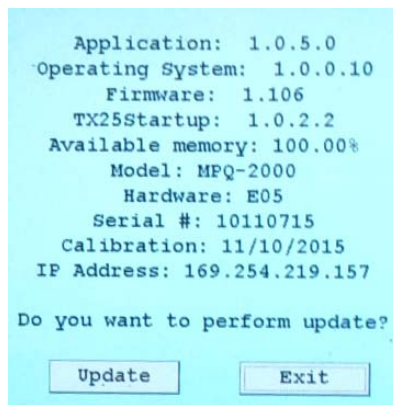 Application: 1.0.5.0
Operating System: 1.0.0.10
Firmware: 1.106
TX25Startup: 1.0.2.2
Available memory: 100.00%
Model: MPQ-2000
Hardware: E05
Serial #: 10110715
Calibration: 11/10/2015
IP Address: 169.254.219.157
Do you want to perform update?
Update
Exit